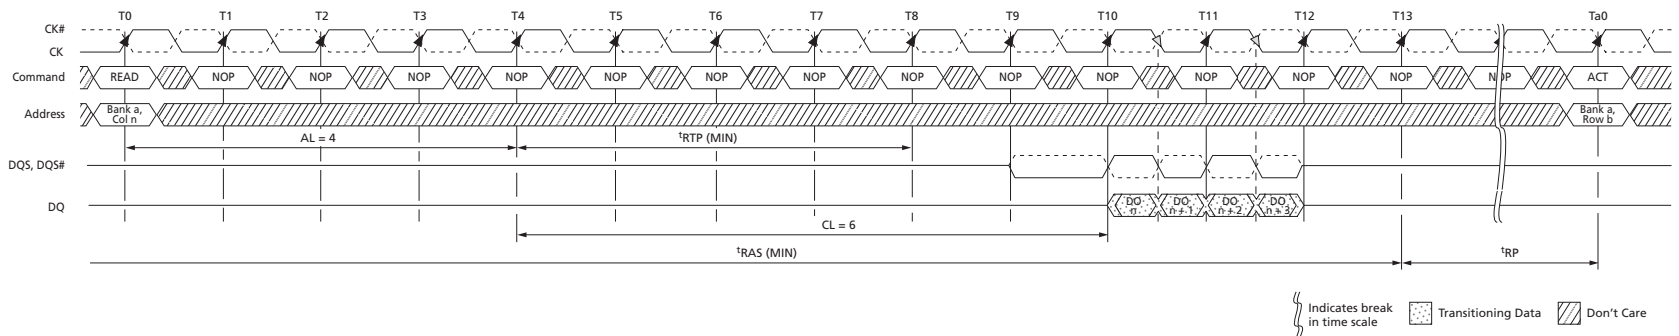 T0 T1 T2 T3 T4 T5 T6 T7 T8 T9 T10 T11 T12 T13 Ta0
CK#
CK
Command READ NOP NOP NOP NOP NOP NOP NOP NOP NOP NOP NOP NOP NOP NOP ACT
Address Bank a, Col n Bank a, Row b
AL = 4 tRTP (MIN)
DQS, DQS#
DQ DO n DO n + 1 DO n + 2 DO n + 3
CL = 6
tRAS (MIN) tRP
Indicates break in time scale Transitioning Data Don't Care